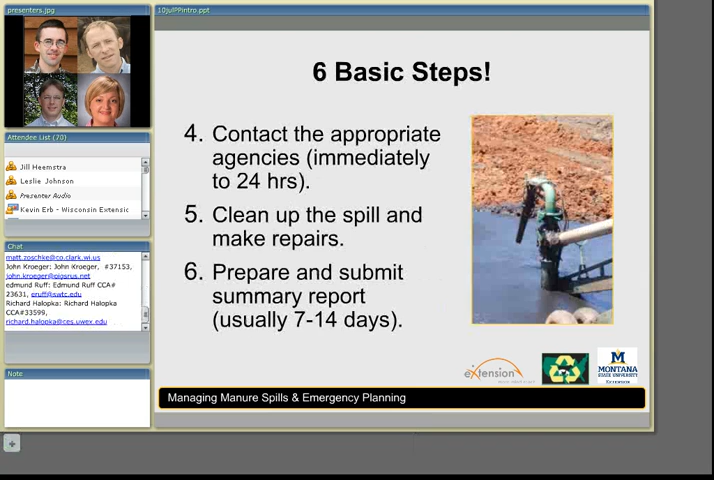 presenters.jpg
Attendee List (70)
Jill Heemstra
Leslie Johnson
Presenter Audio
Kevin Erb - Wisconsin Extensic
Chat
matt.zoschke@co.clark.wi.us
John Kroeger: John Kroeger, #37153,
john.kroeger@pigsrus.net
edmund Ruff: Edmund Ruff CCA#
23631, eruff@swtc.edu
Richard Halopka: Richard Halopka
CCA#33599,
richard.halopka@ces.uwex.edu
Note
10julPPintro.ppt
6 Basic Steps!
4. Contact the appropriate
agencies (immediately
to 24 hrs).
5. Clean up the spill and
make repairs.
6. Prepare and submit
summary report
(usually 7-14 days).
eXtension
M
MONTANA
STATE UNIVERSITY
Managing Manure Spills & Emergency Planning